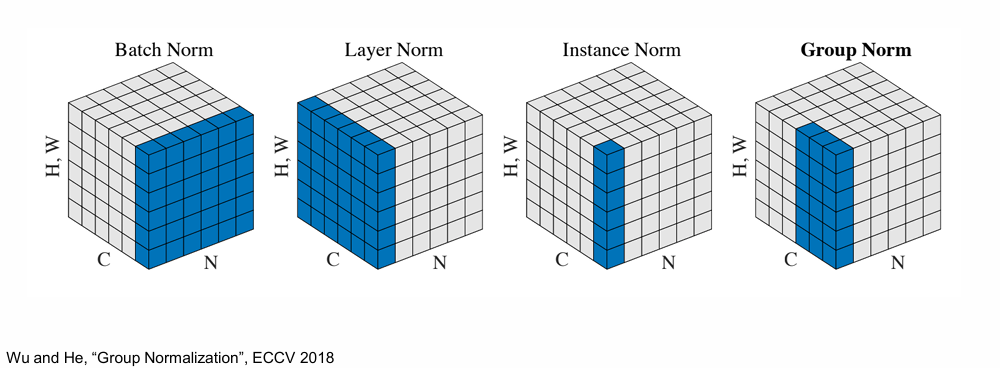 Batch Norm
Layer Norm
Instance Norm
Group Norm
H, W
C
N
H, W
C
N
H, W
C
N
H, W
C
N
Wu and He, “Group Normalization”, ECCV 2018